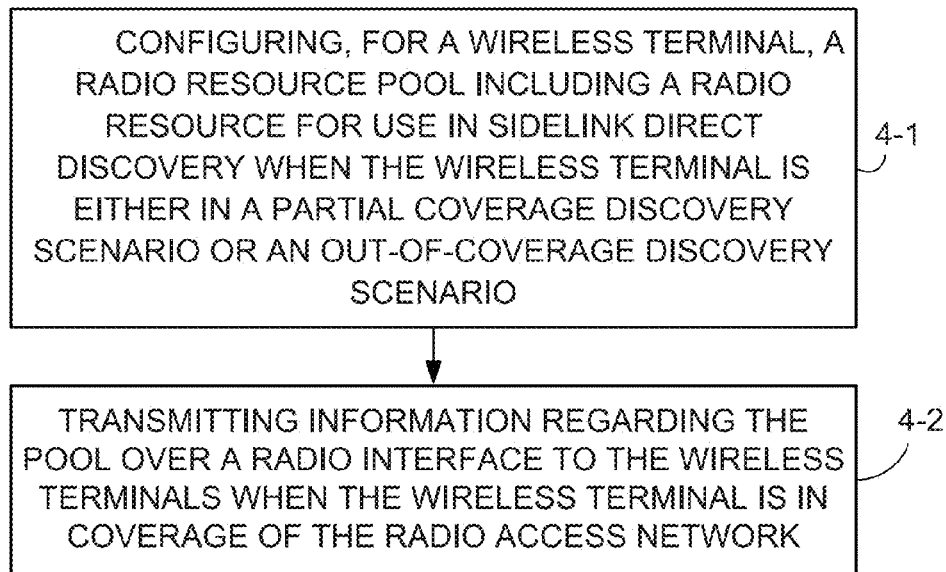 CONFIGURING, FOR A WIRELESS TERMINAL, A
RADIO RESOURCE POOL INCLUDING A RADIO
RESOURCE FOR USE IN SIDELINK DIRECT
DISCOVERY WHEN THE WIRELESS TERMINAL IS
EITHER IN A PARTIAL COVERAGE DISCOVERY
SCENARIO OR AN OUT-OF-COVERAGE DISCOVERY
SCENARIO
4-1
TRANSMITTING INFORMATION REGARDING THE
POOL OVER A RADIO INTERFACE TO THE WIRELESS
TERMINALS WHEN THE WIRELESS TERMINAL IS IN
COVERAGE OF THE RADIO ACCESS NETWORK
4-2